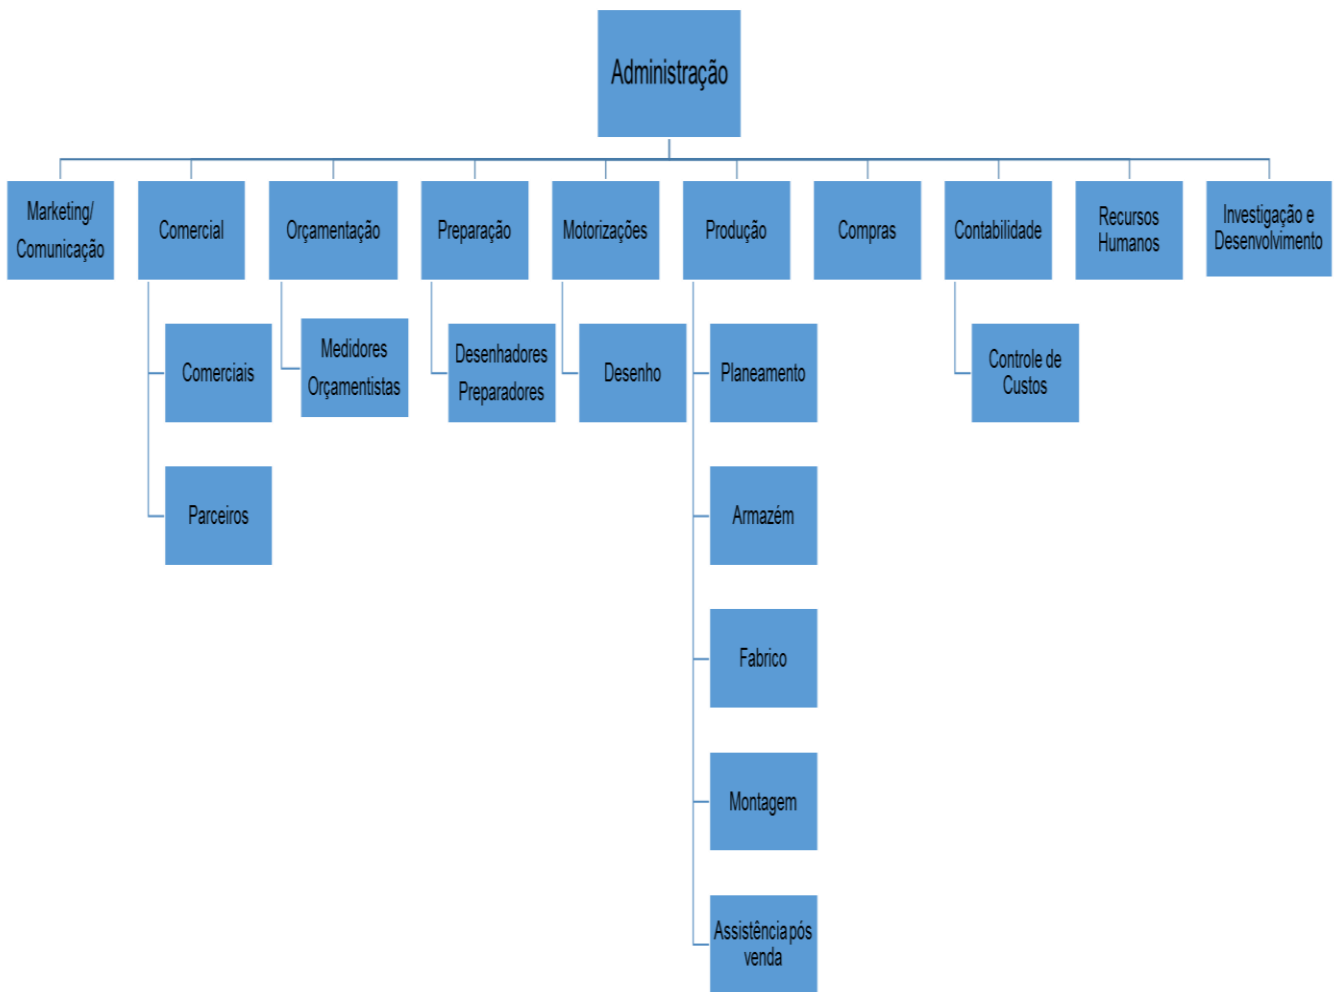 Administração
Marketing/
Comunicação
Comercial
Orçamentação
Preparação
Motorizações
Produção
Compras
Contabilidade
Recursos
Humanos
Investigação e
Desenvolvimento
Comerciais
Medidores
Orçamentistas
Desenhadores
Preparadores
Desenho
Planeamento
Controle de
Custos
Parceiros
Armazém
Fabrico
Montagem
Assistência pós
venda